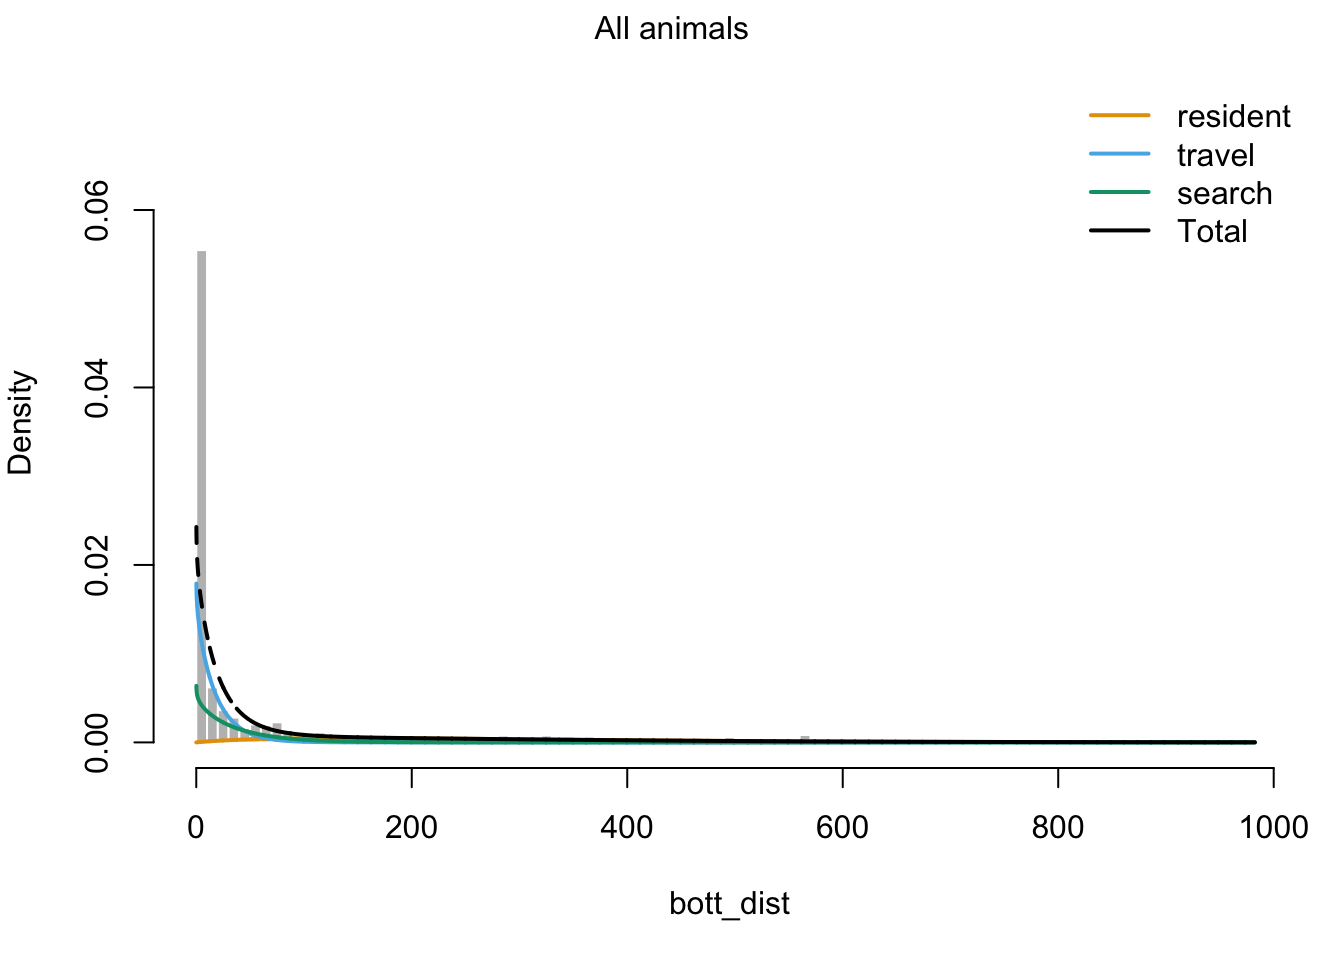 All animals
resident
travel
search
Total
Density
0.06
0.04
0.02
0.00
0 200 400 600 800 1000
bott_dist